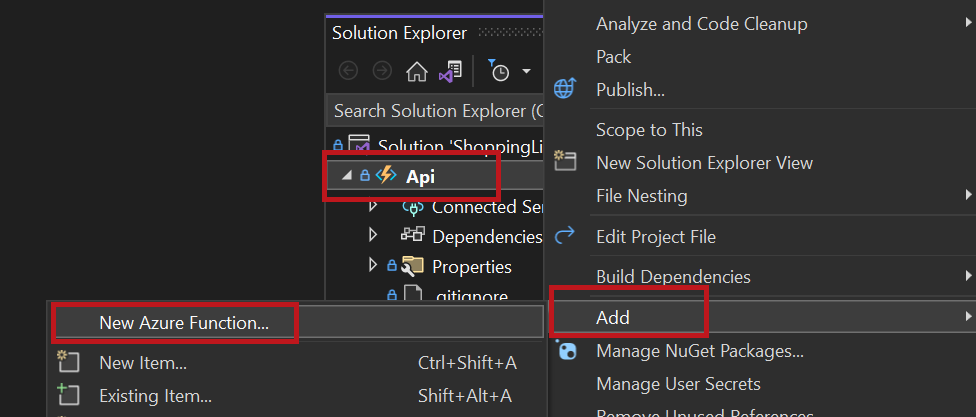 Solution Explorer
Search Solution Explorer (
Solution 'ShoppingLi
Api
Connected Ser
Dependencies
Properties
.gitignore
Analyze and Code Cleanup
Pack
Publish...
Scope to This
New Solution Explorer View
File Nesting
Edit Project File
Build Dependencies
Add
Manage NuGet Packages...
Manage User Secrets
Remove Unused References
New Azure Function...
New Item... Ctrl+Shift+A
Existing Item... Shift+Alt+A